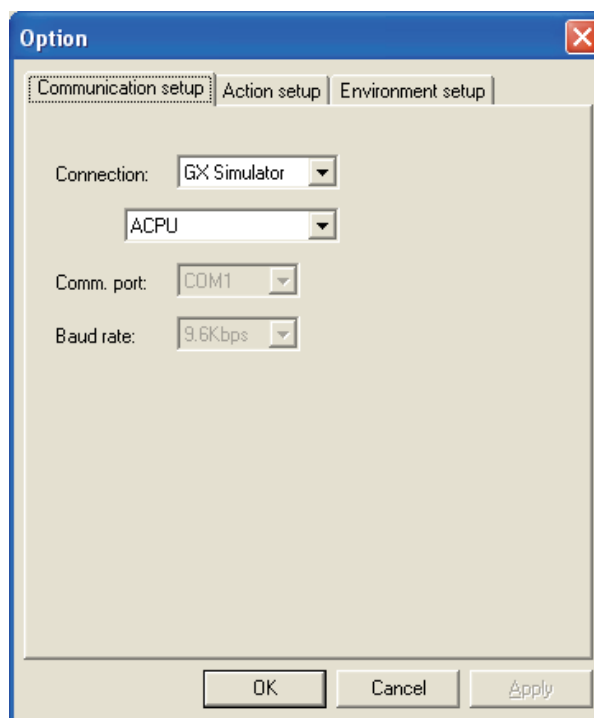 Option
Communication setup Action setup Environment setup
Connection: GX Simulator
ACPU
Comm. port: COM1
Baud rate: 9.6Kbps
OK Cancel Apply